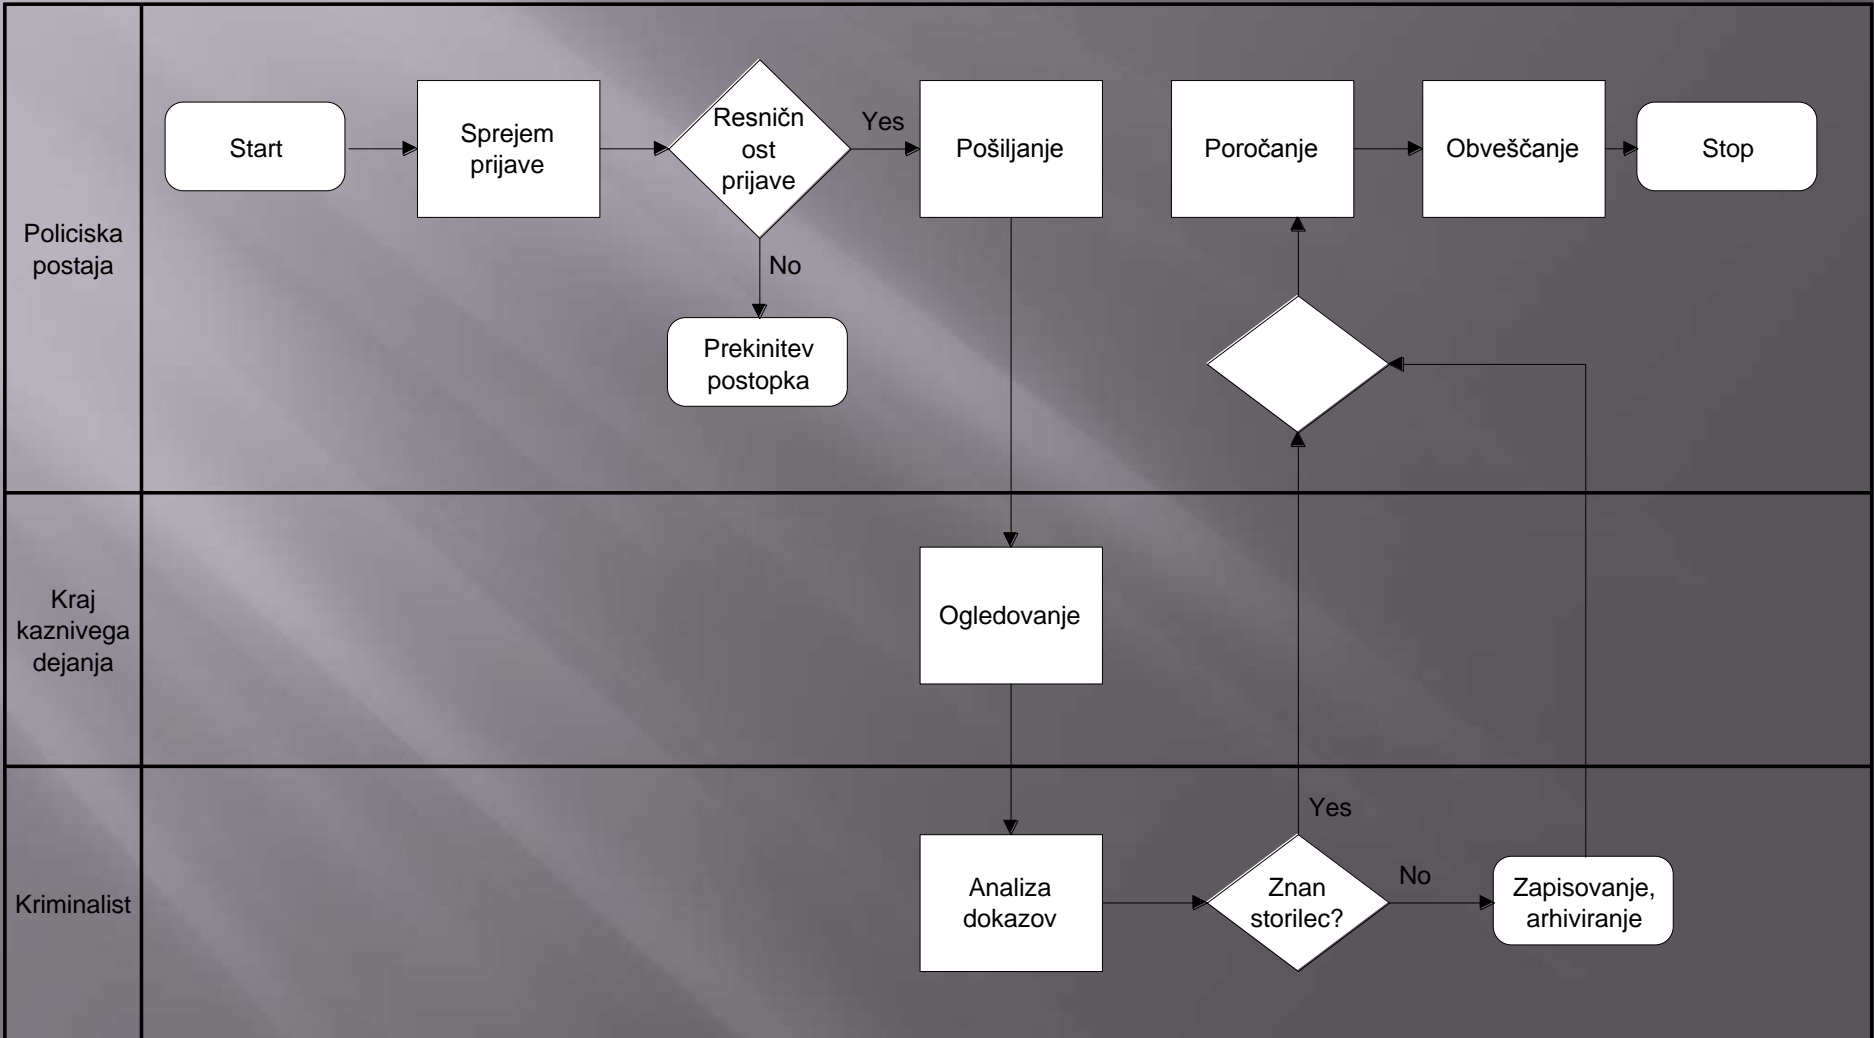 Policiska
postaja
Start
Sprejem
prijave
Resničn
ost
prijave
Yes
No
Prekinitev
postopka
Pošiljanje
Poročanje
Obveščanje
Stop
Kraj
kaznivega
dejanja
Ogledovanje
Kriminalist
Analiza
dokazov
Znan
storilec?
Yes
No
Zapisovanje,
arhiviranje